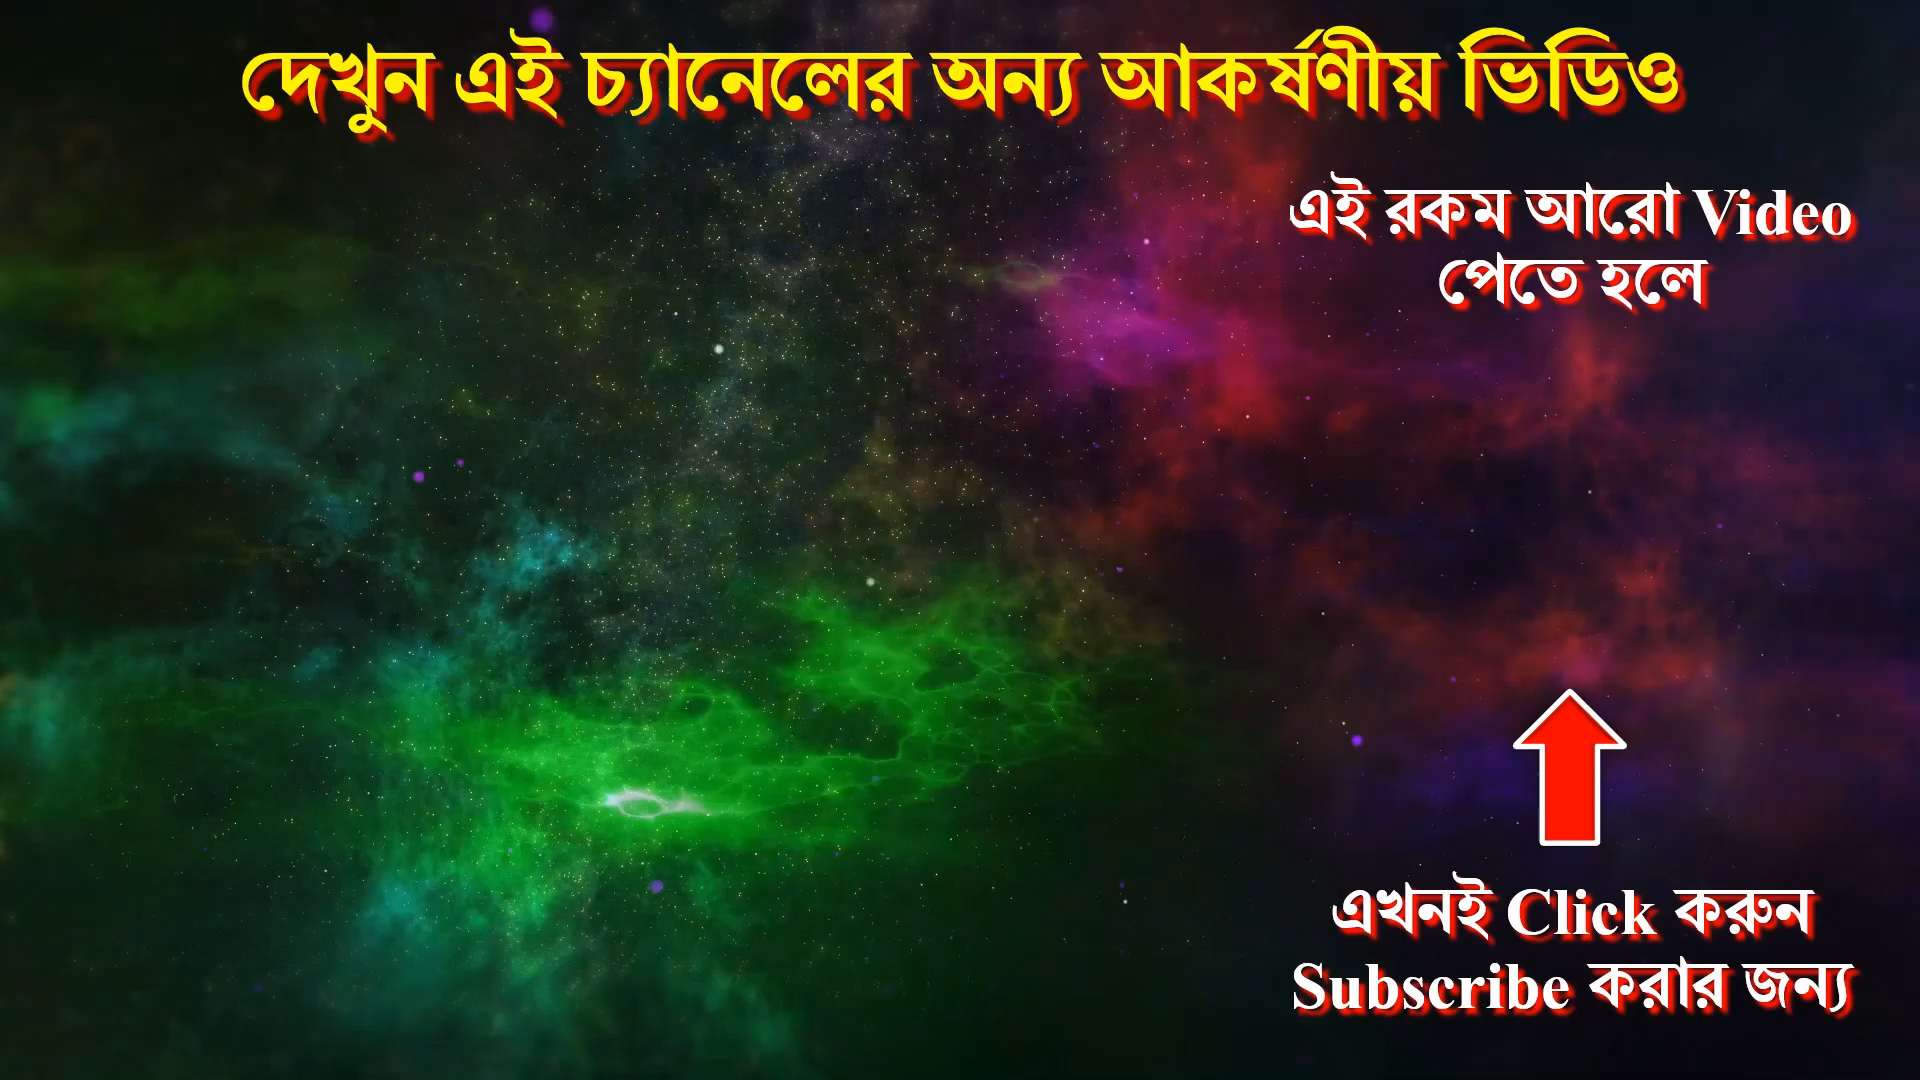 দেখুন এই চ্যানেলের অন্য আকর্ষণীয় ভিডিও
এই রকম আরো Video
পেতে হলে
এখনই Click করুন
Subscribe করার জন্য